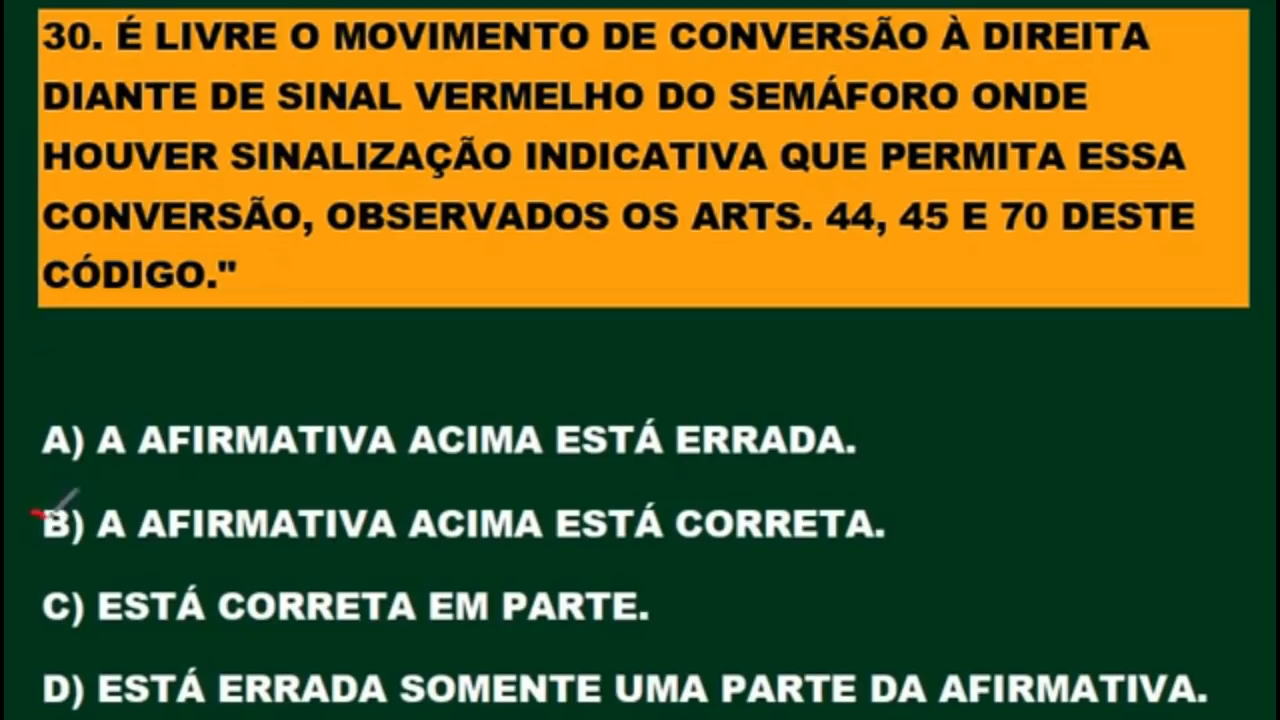 30. É LIVRE O MOVIMENTO DE CONVERSÃO À DIREITA
DIANTE DE SINAL VERMELHO DO SEMÁFORO ONDE
HOUVER SINALIZAÇÃO INDICATIVA QUE PERMITA ESSA
CONVERSÃO, OBSERVADOS OS ARTS. 44, 45 E 70 DESTE
CÓDIGO."
A) A AFIRMATIVA ACIMA ESTÁ ERRADA.
B) A AFIRMATIVA ACIMA ESTÁ CORRETA.
C) ESTÁ CORRETA EM PARTE.
D) ESTÁ ERRADA SOMENTE UMA PARTE DA AFIRMATIVA.